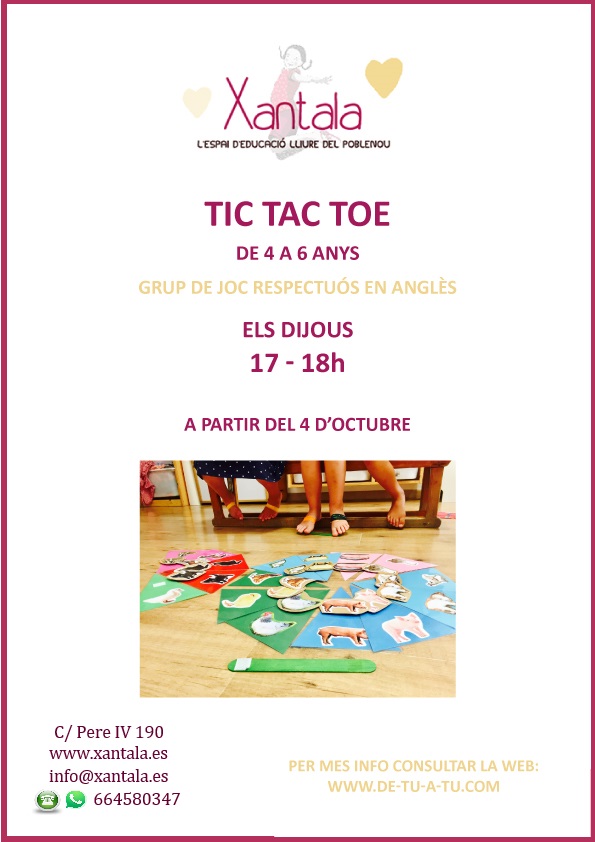 Xantala
L'ESPAI D'EDUCACIÓ LLIURE DEL POBLENOU
TIC TAC TOE
DE 4 A 6 ANYS
GRUP DE JOC RESPECTUÓS EN ANGLÈS
ELS DIJOUS
17 - 18h
A PARTIR DEL 4 D'OCTUBRE
C/ Pere IV 190
www.xantala.es
info@xantala.es
664580347
PER MES INFO CONSULTAR LA WEB:
WWW.DE-TU-A-TU.COM